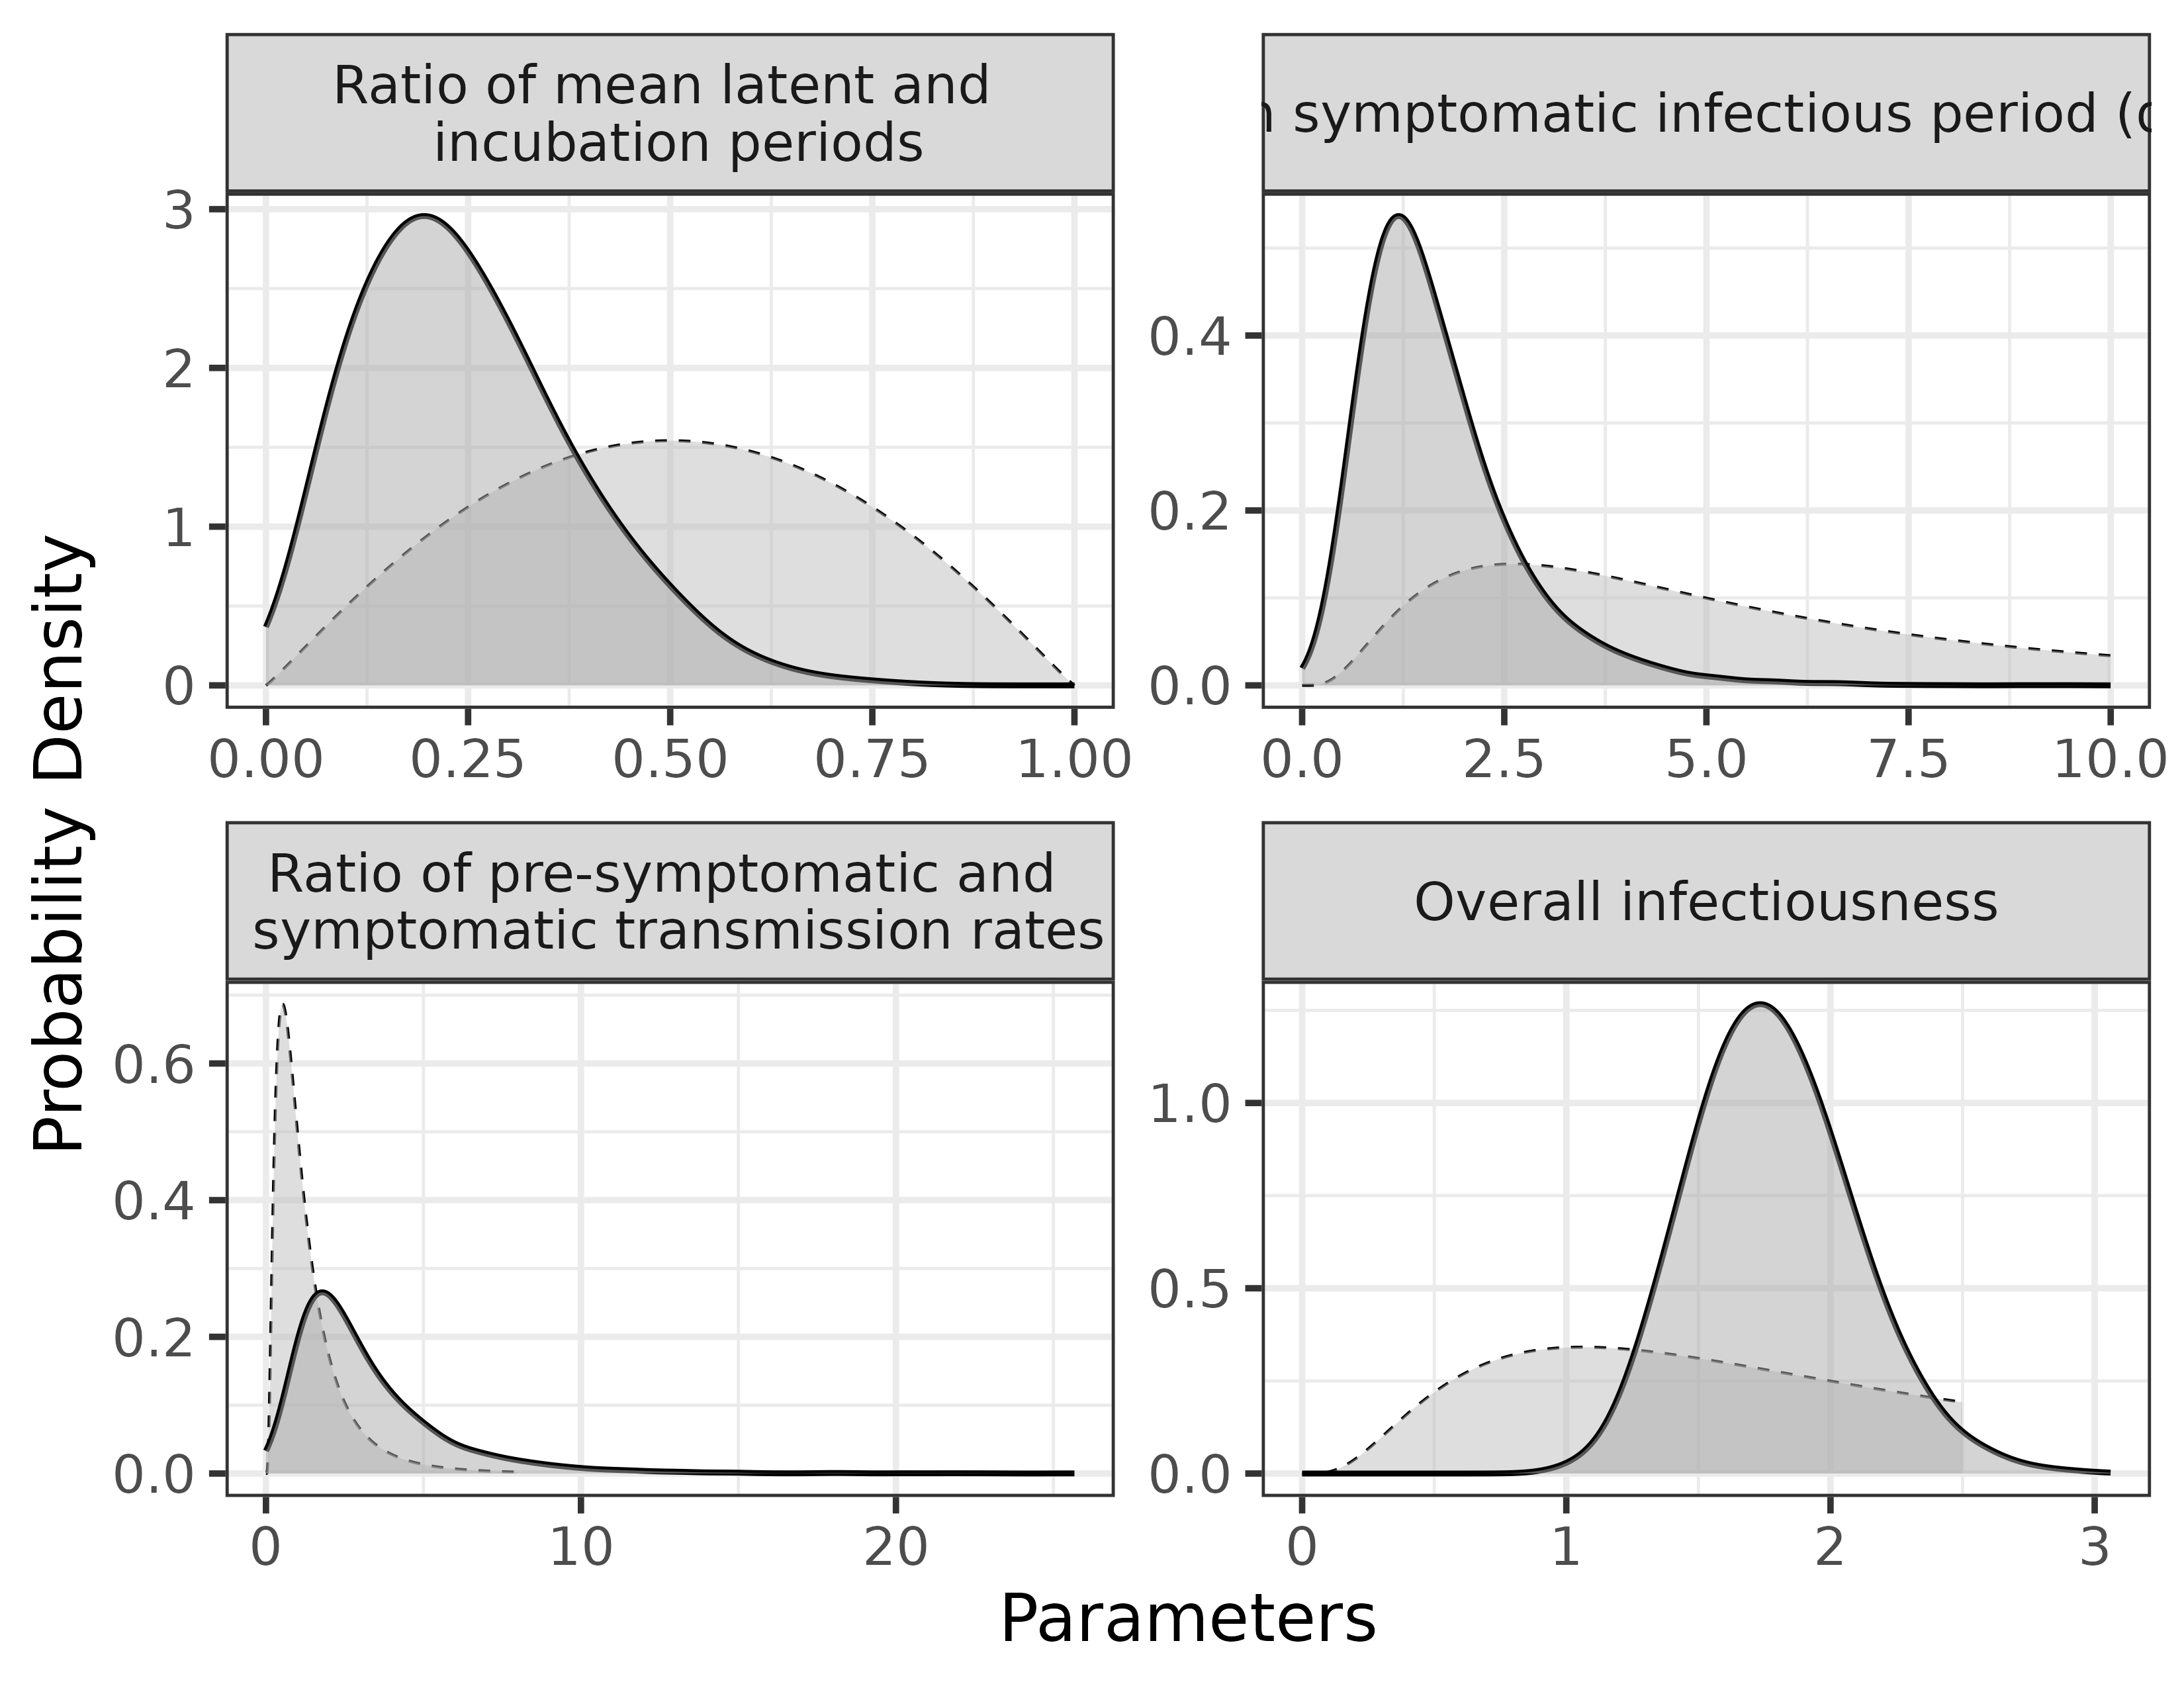 Ratio of mean latent and
incubation periods
symptomatic infectious period
3
2
1
0
0.00 0.25 0.50 0.75 1.00
0.4
0.2
0.0
0.0 2.5 5.0 7.5 10.0
Probability Density
Ratio of pre-symptomatic and
symptomatic transmission rates
Overall infectiousness
0.6
0.4
0.2
0.0
0 10 20
1.0
0.5
0.0
0 1 2 3
Parameters